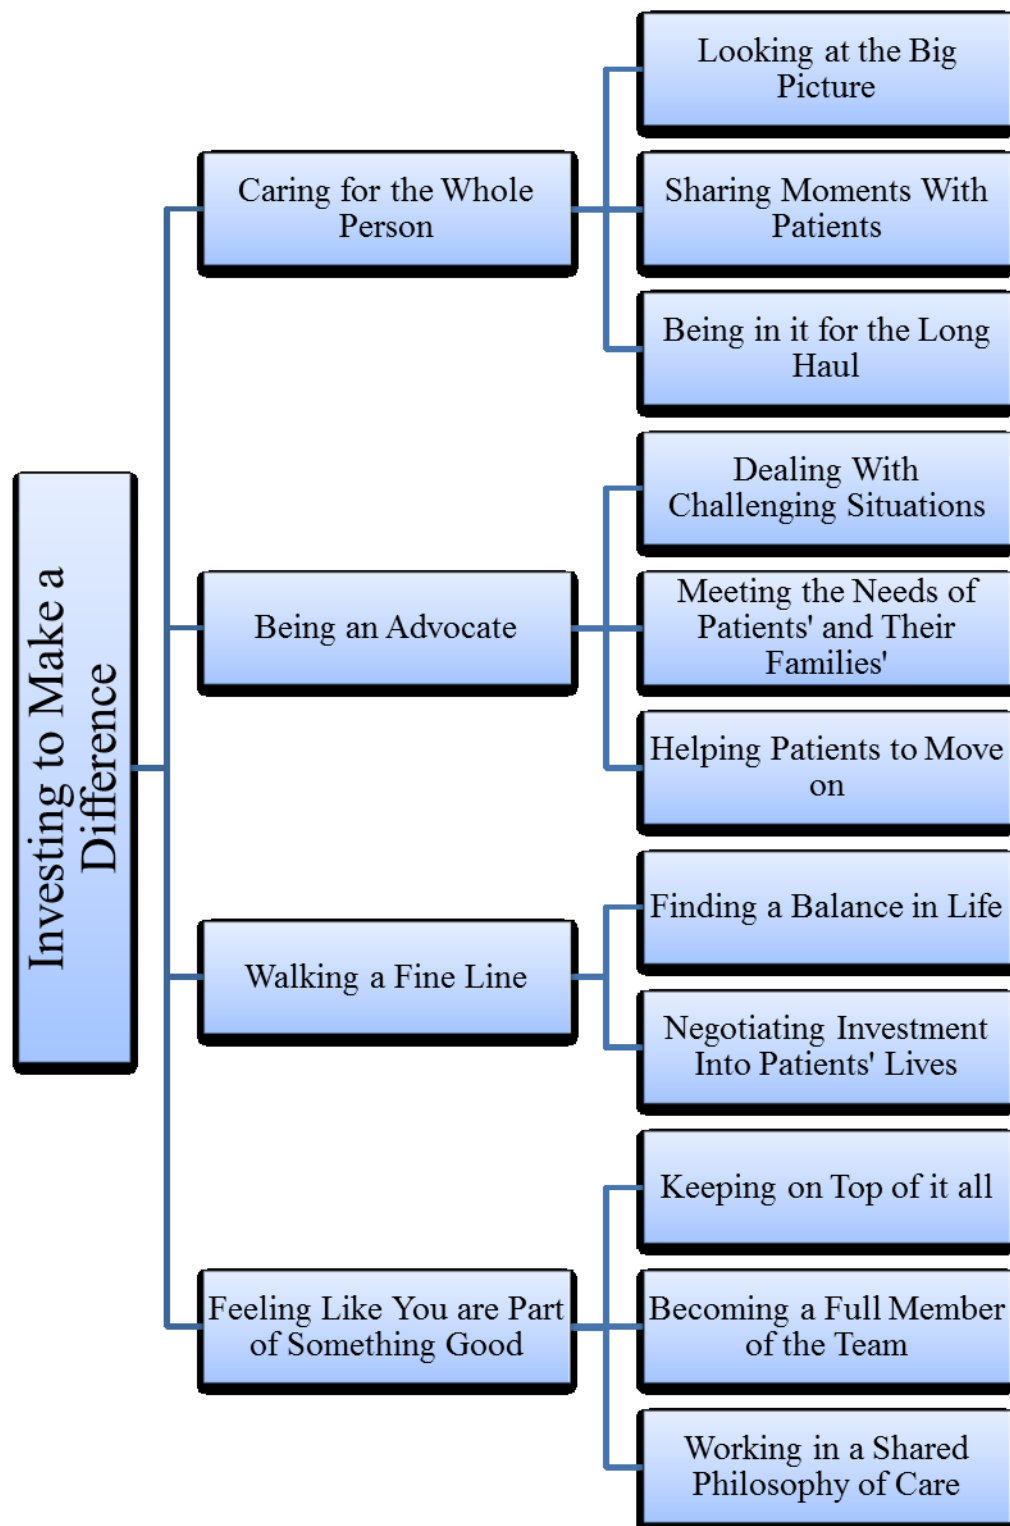 Investing to Make a
Difference
Caring for the Whole
Person
Looking at the Big
Picture
Sharing Moments With
Patients
Being in it for the Long
Haul
Being an Advocate
Dealing With
Challenging Situations
Meeting the Needs of
Patients' and Their
Families'
Helping Patients to Move
on
Walking a Fine Line
Finding a Balance in Life
Negotiating Investment
Into Patients' Lives
Feeling Like You are Part
of Something Good
Keeping on Top of it all
Becoming a Full Member
of the Team
Working in a Shared
Philosophy of Care